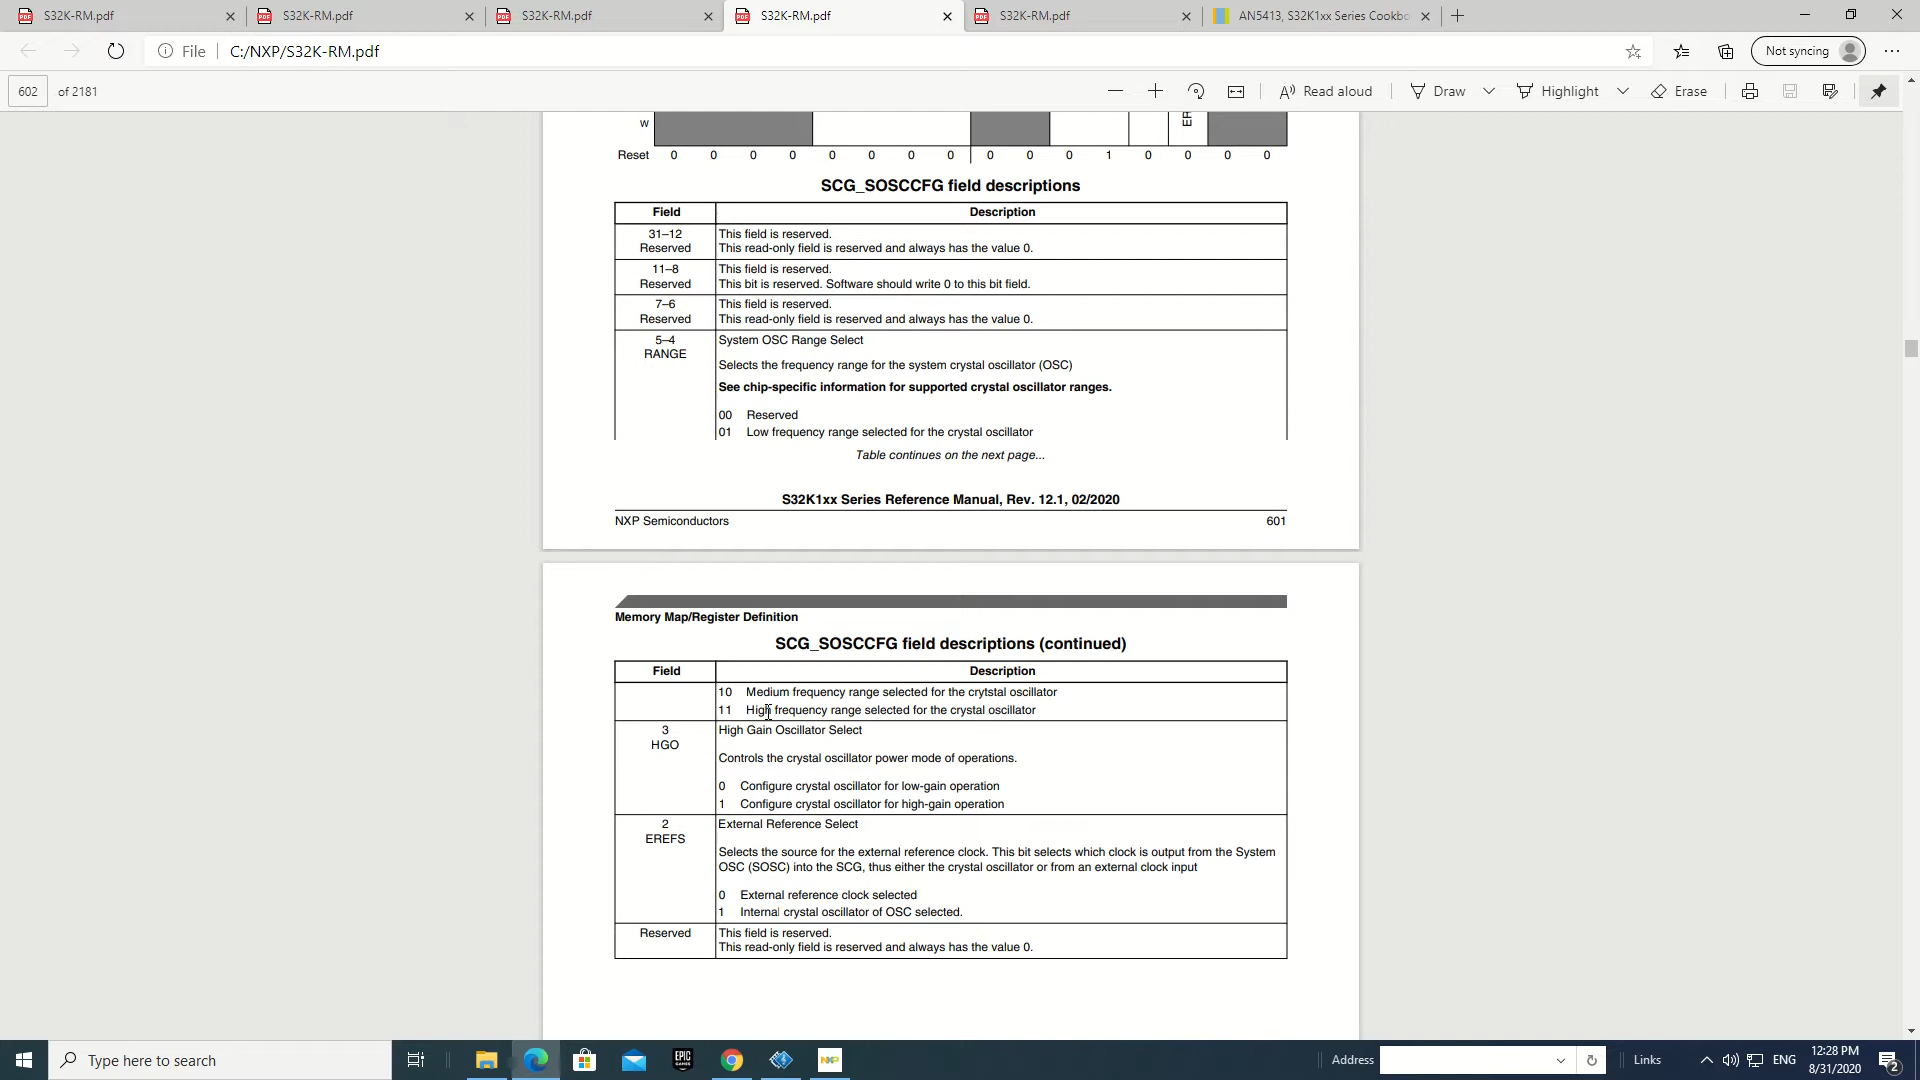 S32K-RM.pdf
S32K-RM.pdf
S32K-RM.pdf
S32K-RM.pdf
S32K-RM.pdf
AN5413, S32K1xx Series Cookbo
File
C:/NXP/S32K-RM.pdf
Not syncing
602 of 2181
Read aloud
Draw
Highlight
Erase
W
ER
Reset 0 0 0 0 0 0 0 0 0 0 0 1 0 0 0 0
SCG_SOSCCFG field descriptions
Field Description
31–12
Reserved
This field is reserved.
This read-only field is reserved and always has the value 0.
11–8
Reserved
This field is reserved.
This bit is reserved. Software should write 0 to this bit field.
7–6
Reserved
This field is reserved.
This read-only field is reserved and always has the value 0.
5–4
RANGE
System OSC Range Select
Selects the frequency range for the system crystal oscillator (OSC)
See chip-specific information for supported crystal oscillator ranges.
00 Reserved
01 Low frequency range selected for the crystal oscillator
Table continues on the next page...
S32K1xx Series Reference Manual, Rev. 12.1, 02/2020
NXP Semiconductors 601
Memory Map/Register Definition
SCG_SOSCCFG field descriptions (continued)
Field Description
10 Medium frequency range selected for the crytstal oscillator
11 High frequency range selected for the crystal oscillator
3
HGO
High Gain Oscillator Select
Controls the crystal oscillator power mode of operations.
0 Configure crystal oscillator for low-gain operation
1 Configure crystal oscillator for high-gain operation
2
EREFS
External Reference Select
Selects the source for the external reference clock. This bit selects which clock is output from the System
OSC (SOSC) into the SCG, thus either the crystal oscillator or from an external clock input
0 External reference clock selected
1 Internal crystal oscillator of OSC selected.
Reserved
This field is reserved.
This read-only field is reserved and always has the value 0.
Type here to search
EPIC
GAMES
NXP
Address
Links
ENG
12:28 PM
8/31/2020
2